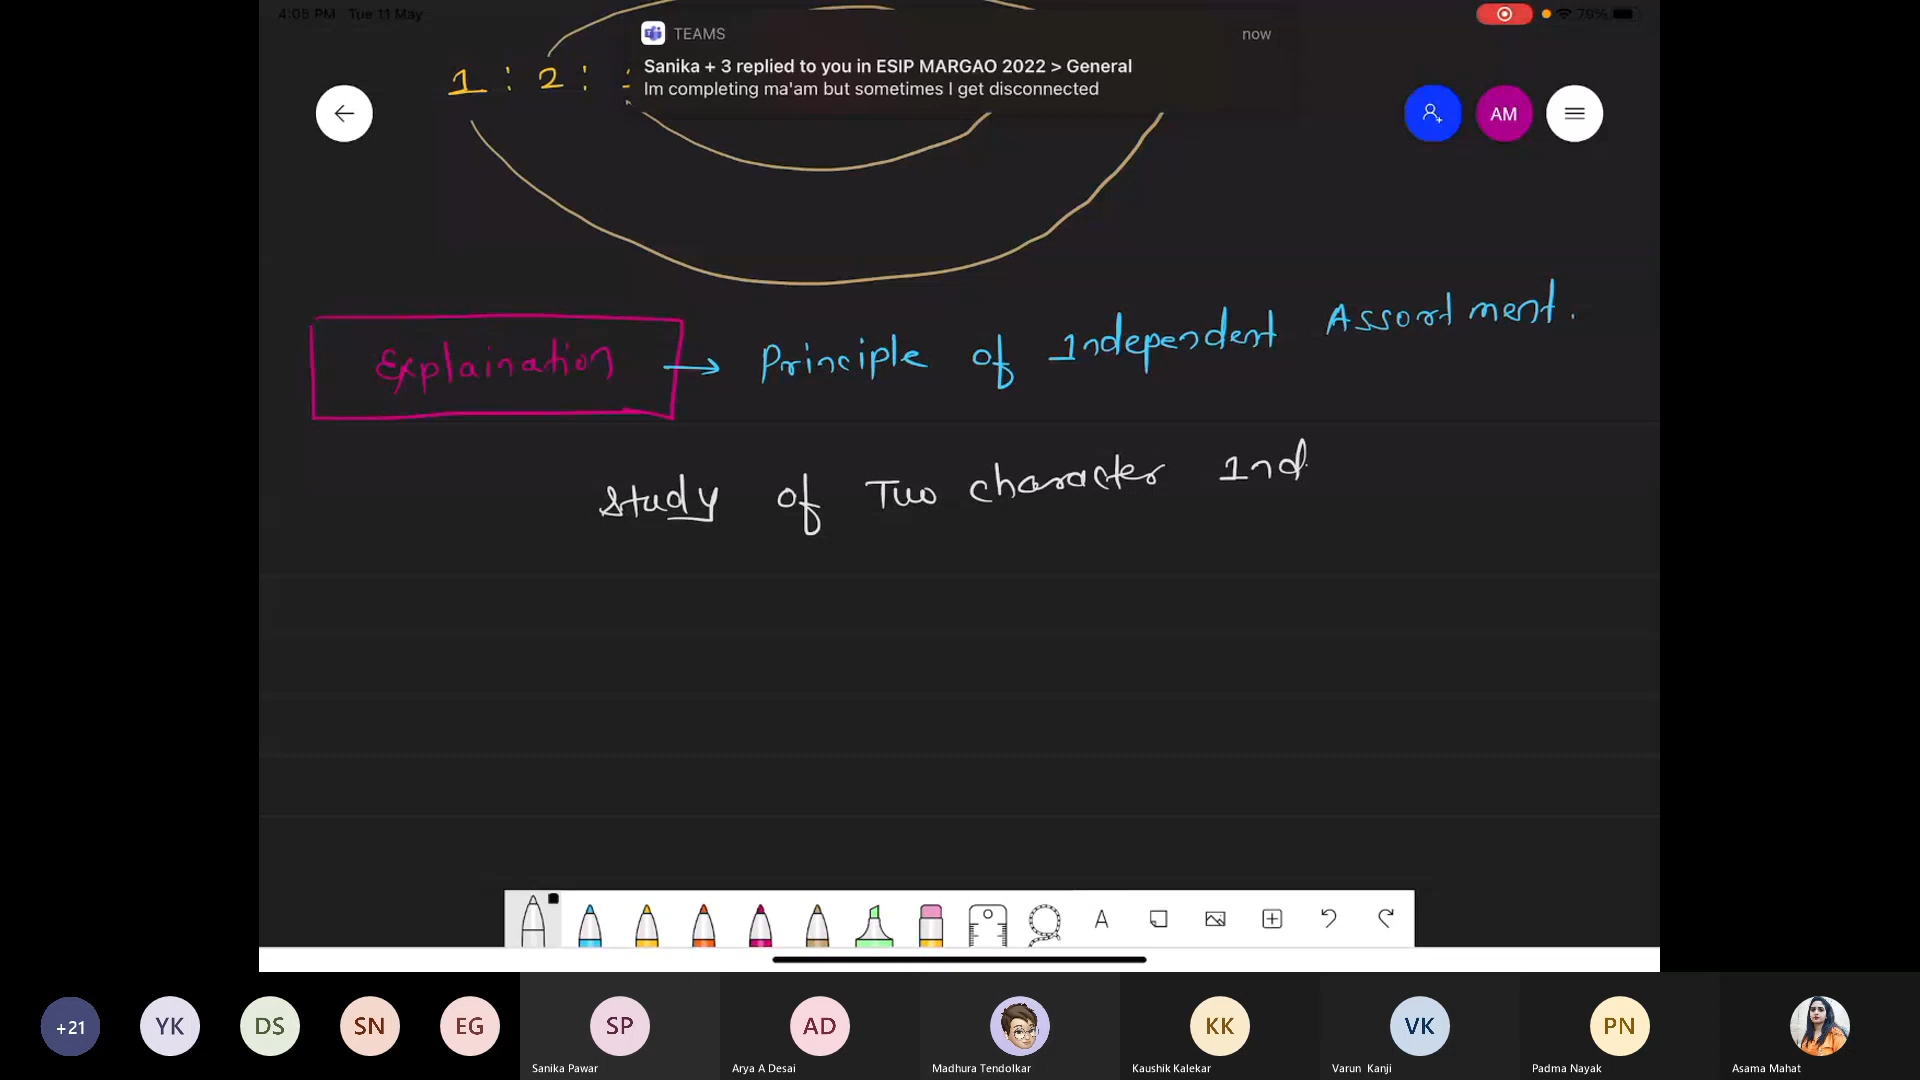 4:05 PM Tue 11 May
79%
TEAMS
now
Sanika + 3 replied to you in ESIP MARGAO 2022 > General
Im completing ma'am but sometimes I get disconnected
1 : 2 :
AM
Explaination → Principle of Independent Assortment.
Study of Two character Ind
A
+21
YK
DS
SN
EG
SP
AD
KK
VK
PN
Sanika Pawar
Arya A Desai
Madhura Tendolkar
Kaushik Kalekar
Varun Kanji
Padma Nayak
Asama Mahat